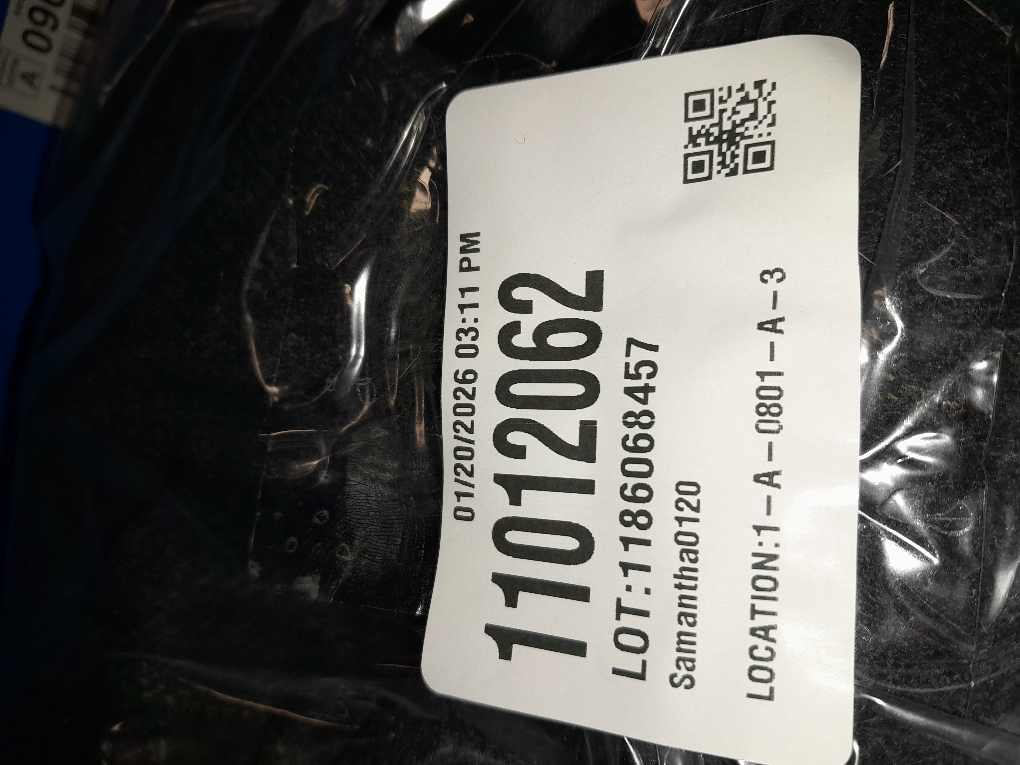 01/20/2026 03:11 PM
11012062
LOT:1186068457
Samantha0120
LOCATION:1-A-0801-A-3
A